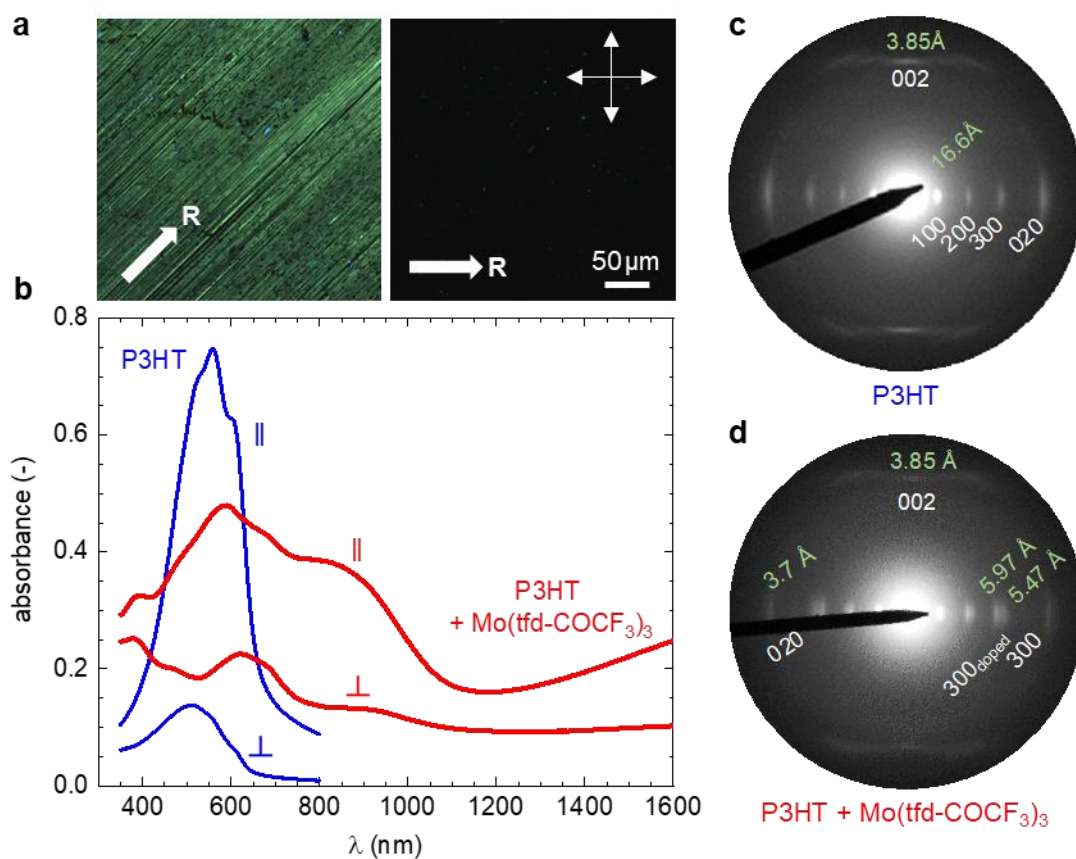 a
R
R
50 µm
b
0.8
0.6
0.4
0.2
0.0
absorbance (-)
P3HT
||
||
P3HT
+ Mo(tfd-COCF₃)₃
⊥
⊥
400
600
800
1000
1200
1400
1600
λ (nm)
c
3.85Å
002
16.6Å
100
200
300
020
P3HT
d
3.85 Å
002
3.7 Å
5.97 Å
5.47 Å
020
300doped
300
P3HT + Mo(tfd-COCF₃)₃